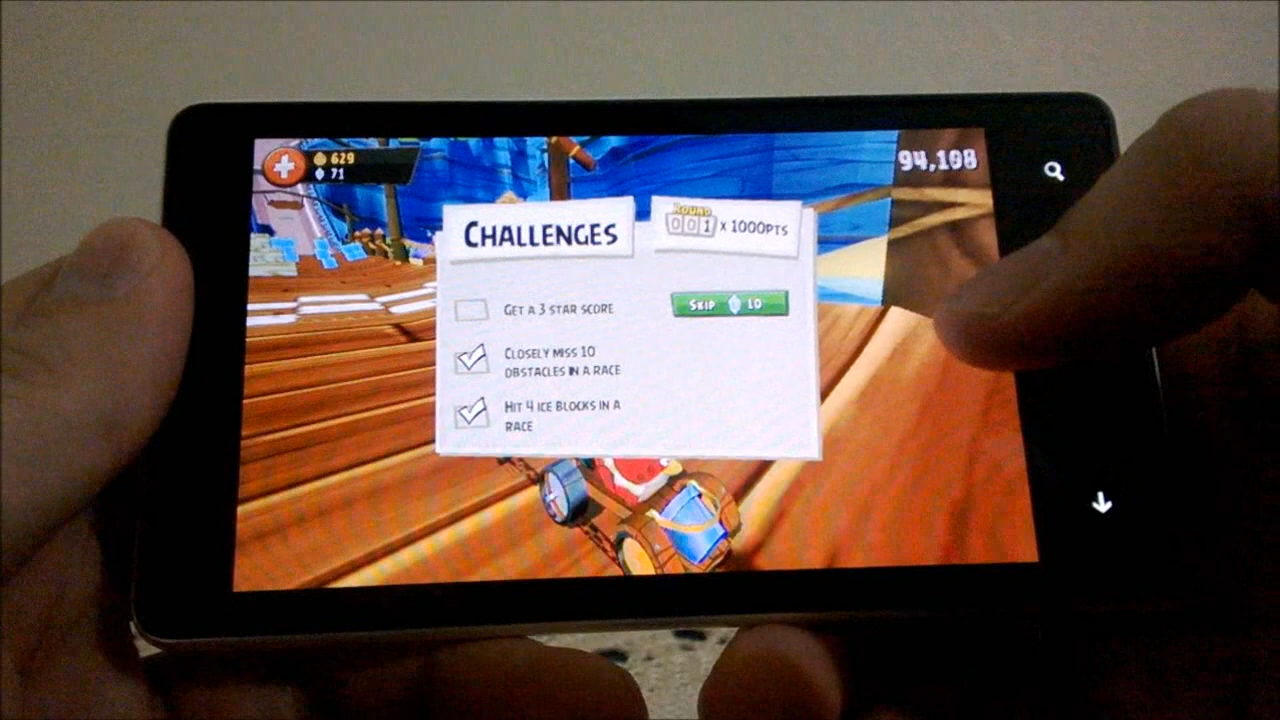 629
71
94,108
CHALLENGES
ROUND
001 X 1000PTS
GET A 3 STAR SCORE
SKIP 10
CLOSELY MISS 10
OBSTACLES IN A RACE
HIT 4 ICE BLOCKS IN A
RACE